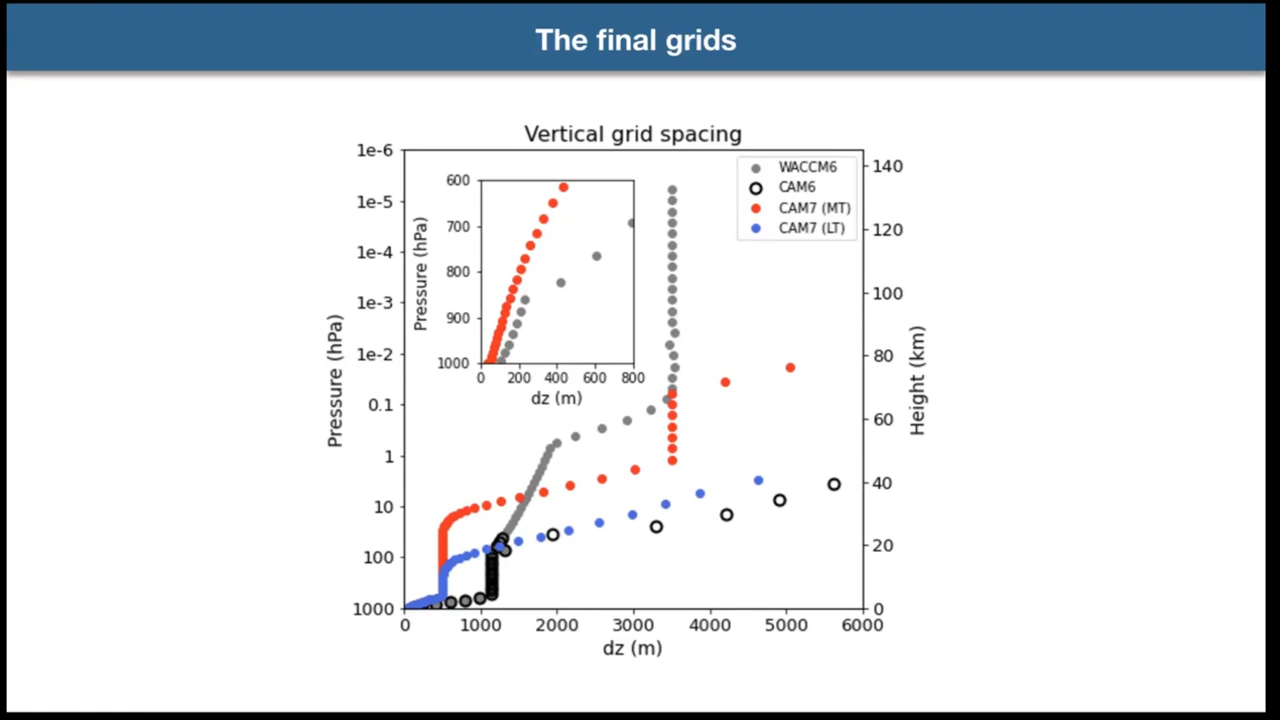 The final grids
Vertical grid spacing
WACCM6
CAM6
CAM7 (MT)
CAM7 (LT)
1e-6
1e-5
1e-4
1e-3
1e-2
0.1
1
10
100
1000
Pressure (hPa)
600
700
800
900
1000
Pressure (hPa)
0 200 400 600 800
dz (m)
140
120
100
80
60
40
20
0
Height (km)
0 1000 2000 3000 4000 5000 6000
dz (m)